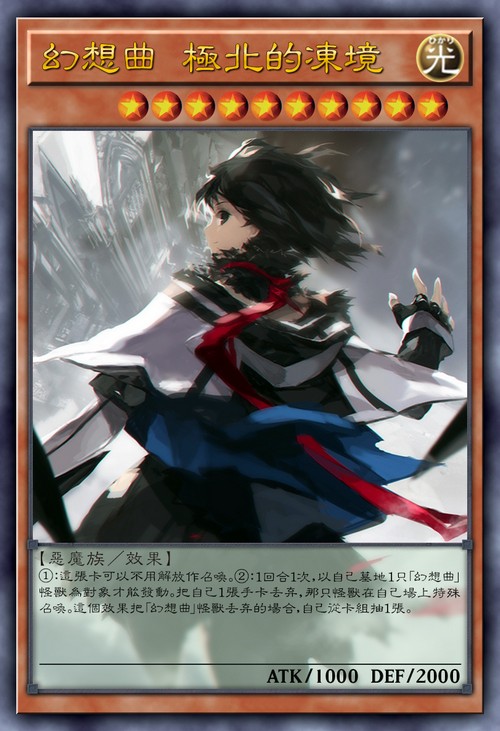 幻想曲 極北的凍境
ひかり
光
【惡魔族／效果】
①:這張卡可以不用解放作召喚。②:1回合1次,以自己墓地1只「幻想曲」
怪獸為對象才能發動。把自己1張手卡丟弃,那只怪獸在自己場上特殊
召喚。這個效果把「幻想曲」怪獸丟弃的場合,自己從卡組抽1張。
ATK/1000 DEF/2000